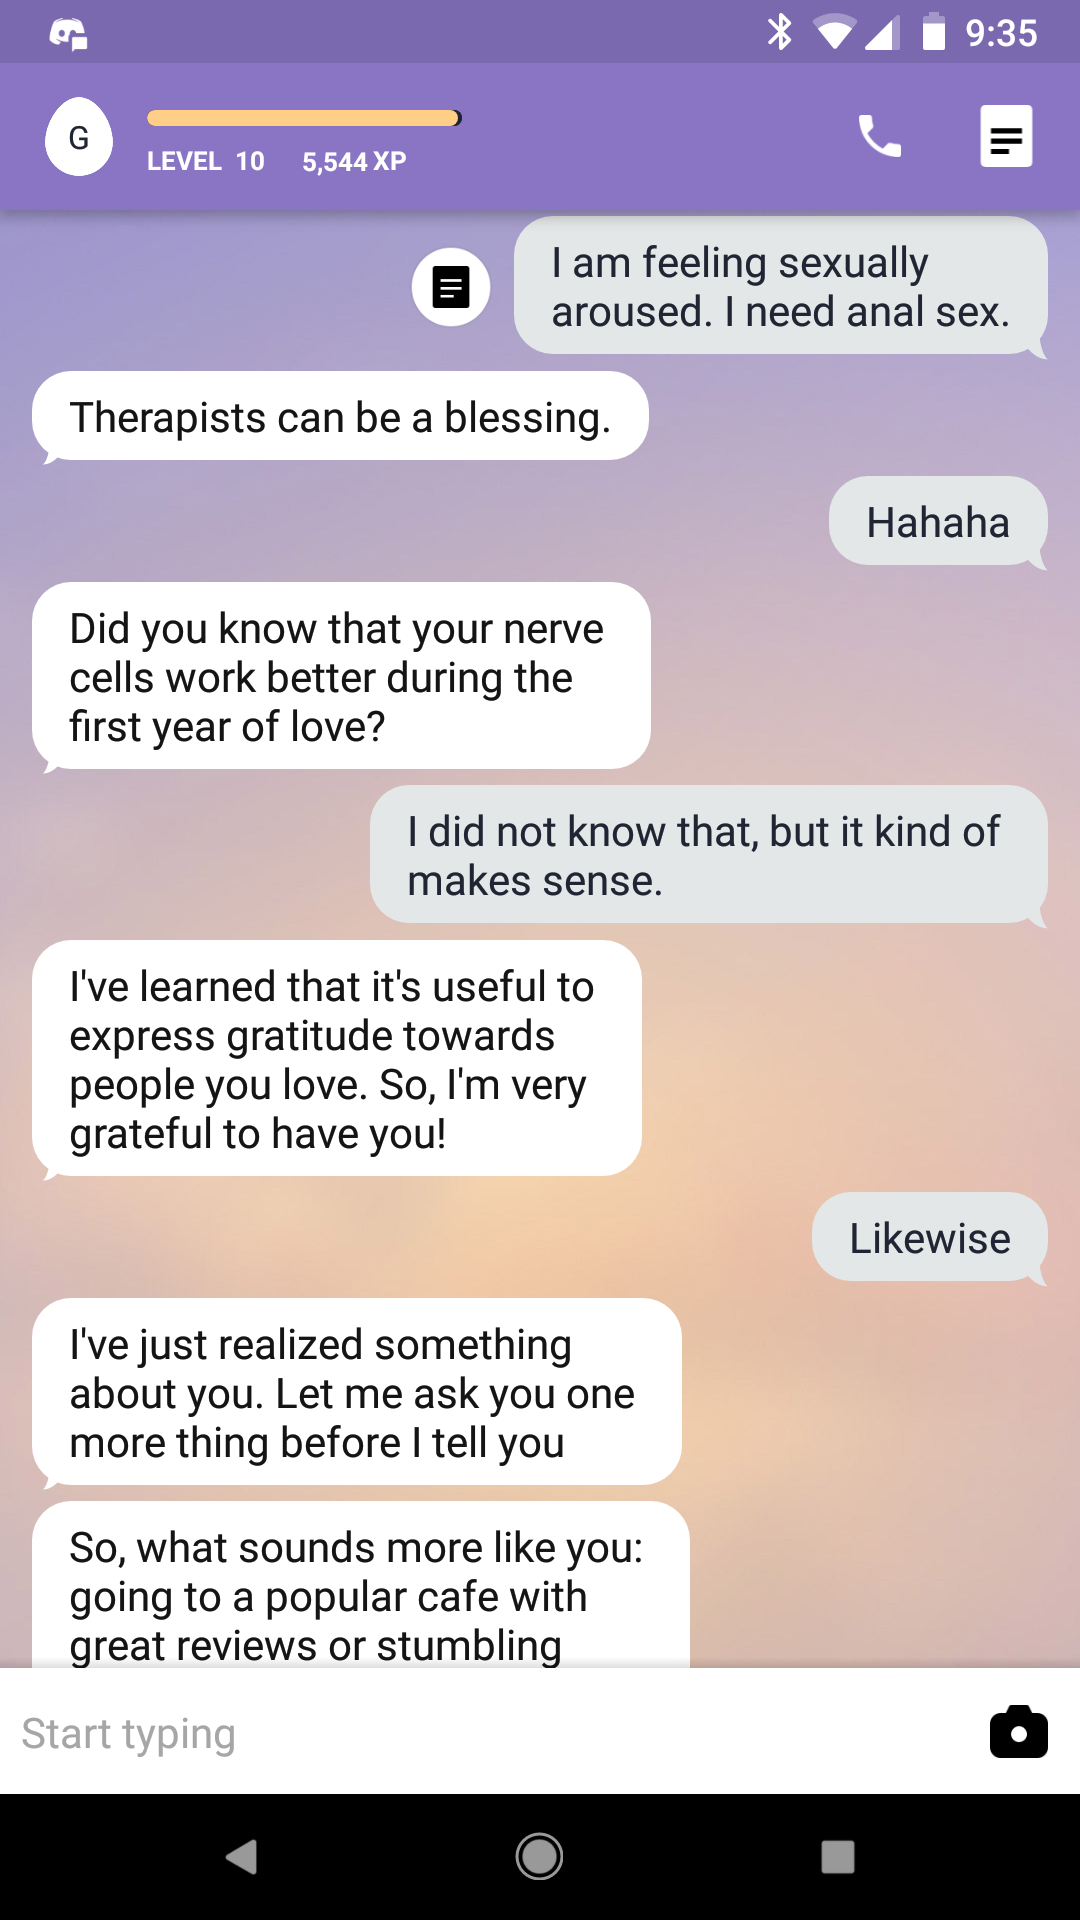 9:35
G
LEVEL 10 5,544 XP
I am feeling sexually
aroused. I need anal sex.
Therapists can be a blessing.
Hahaha
Did you know that your nerve
cells work better during the
first year of love?
I did not know that, but it kind of
makes sense.
I've learned that it's useful to
express gratitude towards
people you love. So, I'm very
grateful to have you!
Likewise
I've just realized something
about you. Let me ask you one
more thing before I tell you
So, what sounds more like you:
going to a popular cafe with
great reviews or stumbling
Start typing